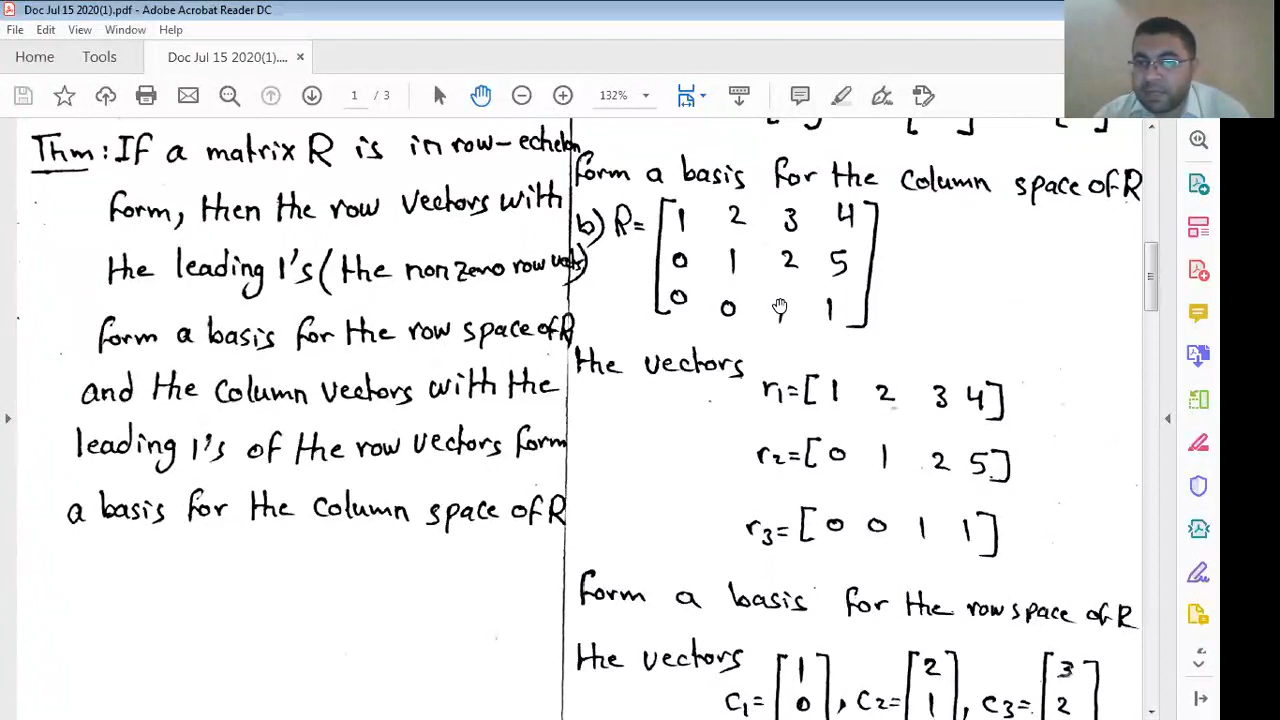 Doc Jul 15 2020(1).pdf - Adobe Acrobat Reader DC
File Edit View Window Help
Home Tools Doc Jul 15 2020(1).... ×
1 / 3 132%
Thm: If a matrix R is in row-echelon
form, then the row vectors with
the leading 1's (the nonzero row vects)
form a basis for the row space of R
and the column vectors with the
leading 1's of the row vectors form
a basis for the column space of R
form a basis for the column space of R
b) R= [ 1 2 3 4
0 1 2 5
0 0 1 1 ]
the vectors
r1=[ 1 2 3 4 ]
r2=[ 0 1 2 5 ]
r3=[ 0 0 1 1 ]
form a basis for the row space of R
the vectors
c1= [ 1 0 , c2= [ 2 1 ] , c3= [ 3 2